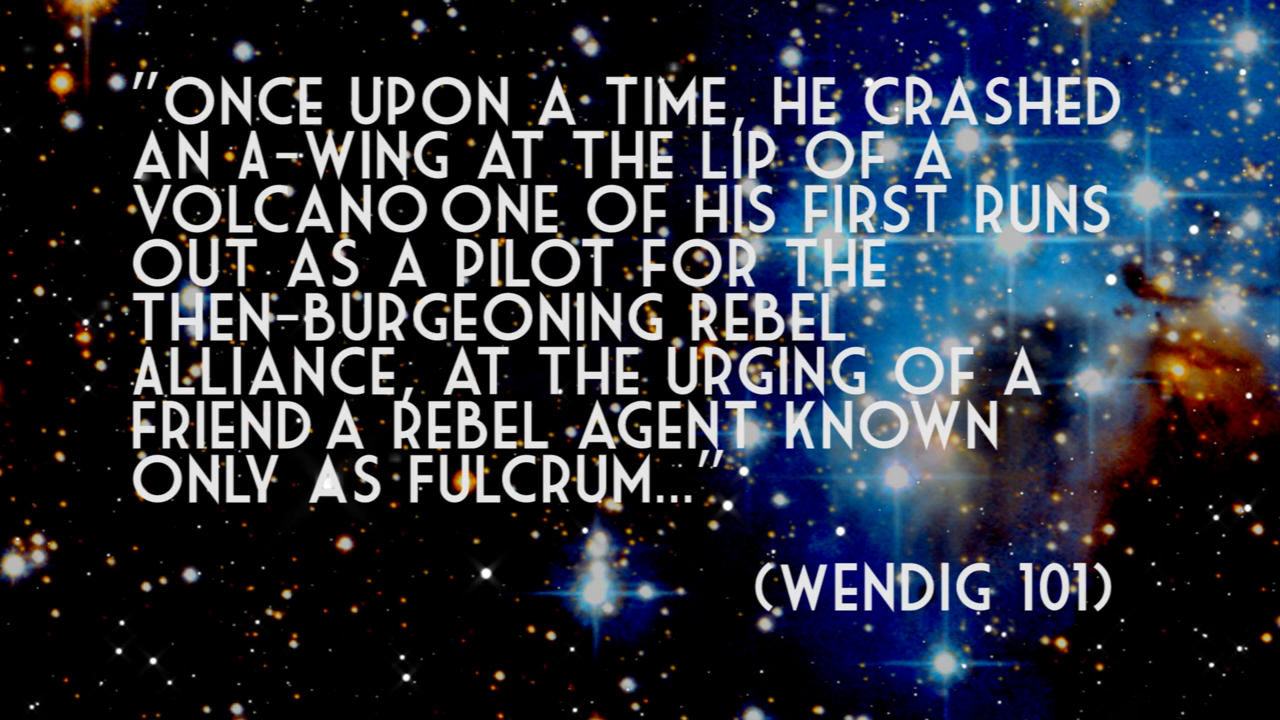 "ONCE UPON A TIME, HE CRASHED
AN A-WING AT THE LIP OF A
VOLCANO ONE OF HIS FIRST RUNS
OUT AS A PILOT FOR THE
THEN-BURGEONING REBEL
ALLIANCE, AT THE URGING OF A
FRIEND A REBEL AGENT KNOWN
ONLY AS FULCRUM..."
(WENDIG 101)